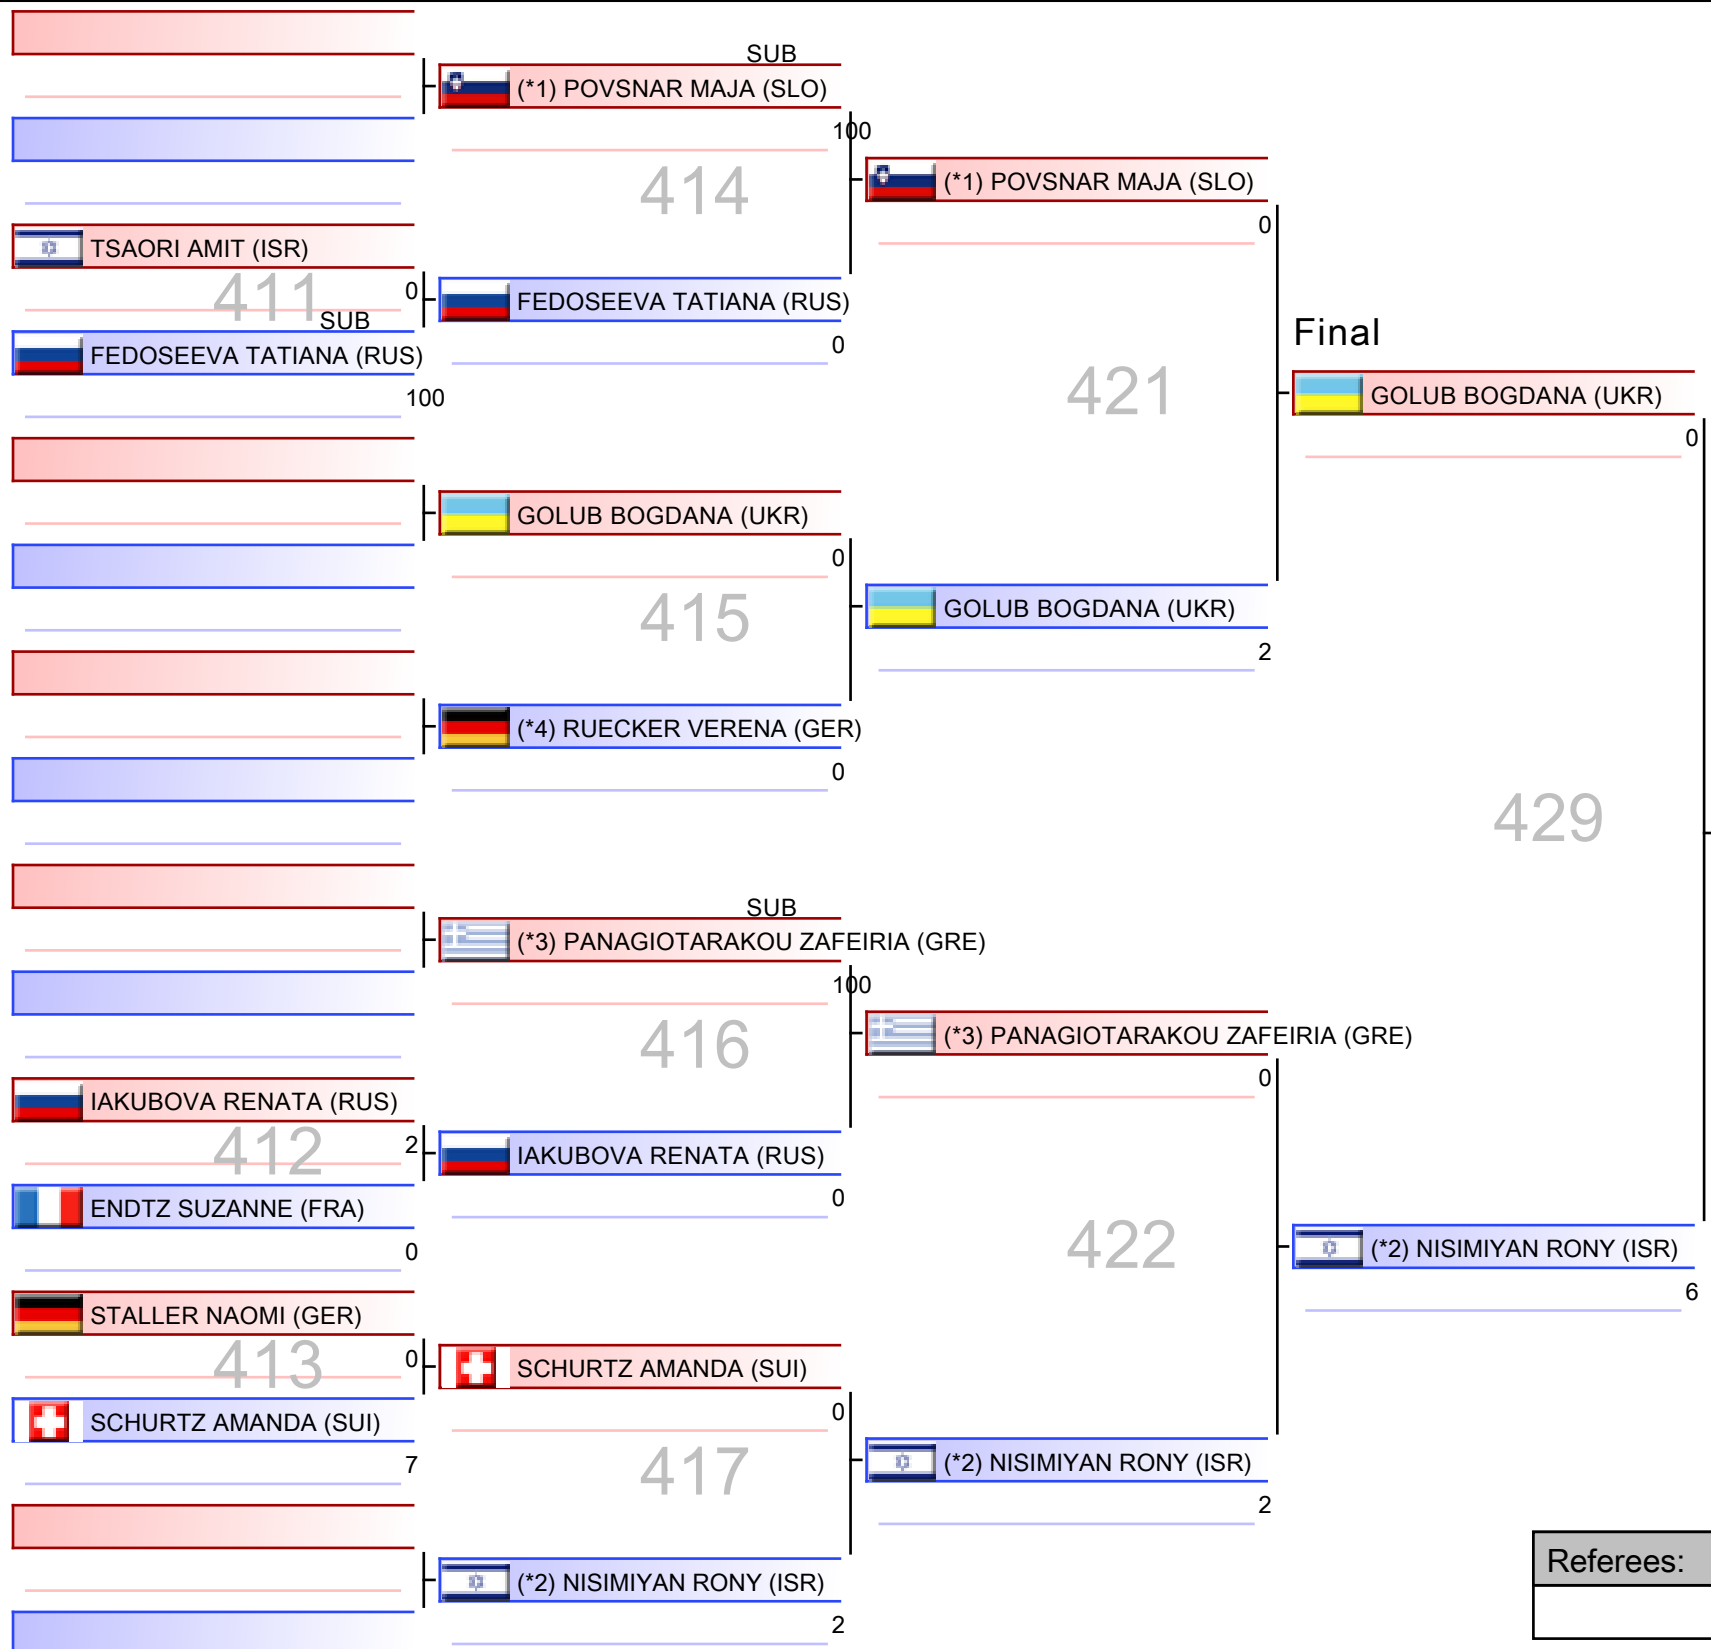 SUB
(*1) POVSNAR MAJA (SLO)
100
414
(*1) POVSNAR MAJA (SLO)
0
TSAORI AMIT (ISR)
411
0
FEDOSEEVA TATIANA (RUS)
0
SUB
FEDOSEEVA TATIANA (RUS)
100
421
Final
GOLUB BOGDANA (UKR)
0
GOLUB BOGDANA (UKR)
0
415
GOLUB BOGDANA (UKR)
2
(*4) RUECKER VERENA (GER)
0
429
SUB
(*3) PANAGIOTARAKOU ZAFEIRIA (GRE)
100
416
(*3) PANAGIOTARAKOU ZAFEIRIA (GRE)
0
IAKUBOVA RENATA (RUS)
412
2
IAKUBOVA RENATA (RUS)
0
ENDTZ SUZANNE (FRA)
0
422
(*2) NISIMIYAN RONY (ISR)
6
STALLER NAOMI (GER)
413
0
SCHURTZ AMANDA (SUI)
0
SCHURTZ AMANDA (SUI)
7
417
(*2) NISIMIYAN RONY (ISR)
2
(*2) NISIMIYAN RONY (ISR)
2
Referees: